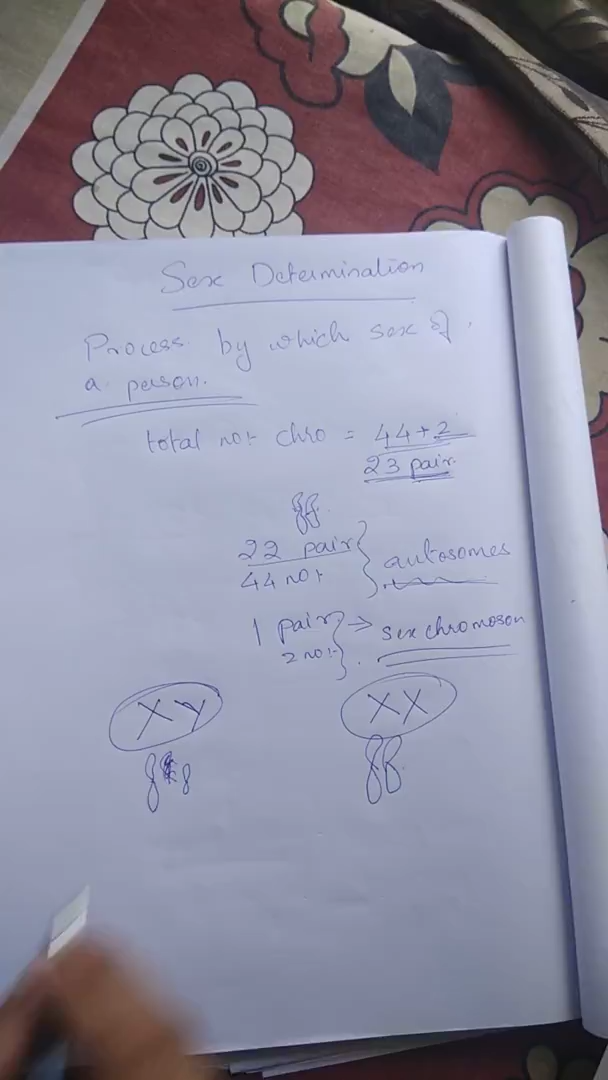 Sex Determination
Process by which sex of
a person.
total no:- chro = 44+2
23 pair
22 pair
44 no:- } autosomes
1 pair
2 no:- } → sex chromoson
XY XX